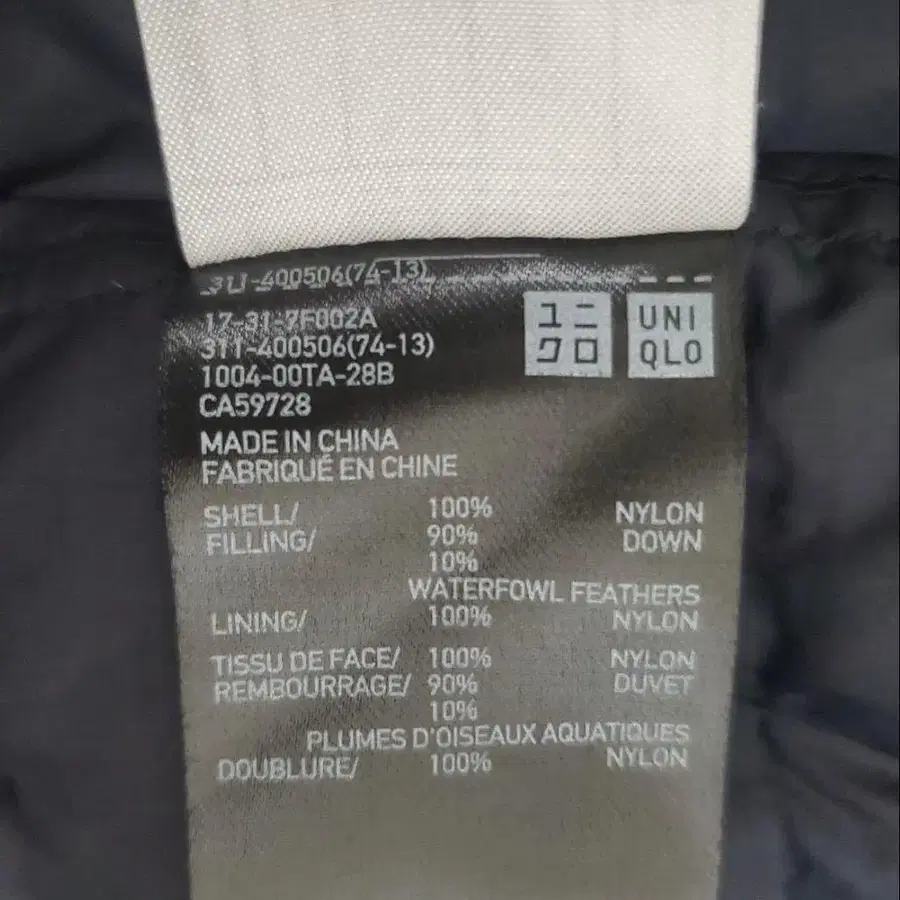 311-400506(74-13)
17-31-7F002A
311-400506(74-13)
1004-00TA-28B
CA59728
ユニ
クロ
UNI
QLO
MADE IN CHINA
FABRIQUÉ EN CHINE
SHELL/ 100% NYLON
FILLING/ 90% DOWN
10%
WATERFOWL FEATHERS
LINING/ 100% NYLON
TISSU DE FACE/ 100% NYLON
REMBOURRAGE/ 90% DUVET
10%
PLUMES D'OISEAUX AQUATIQUES
DOUBLURE/ 100% NYLON